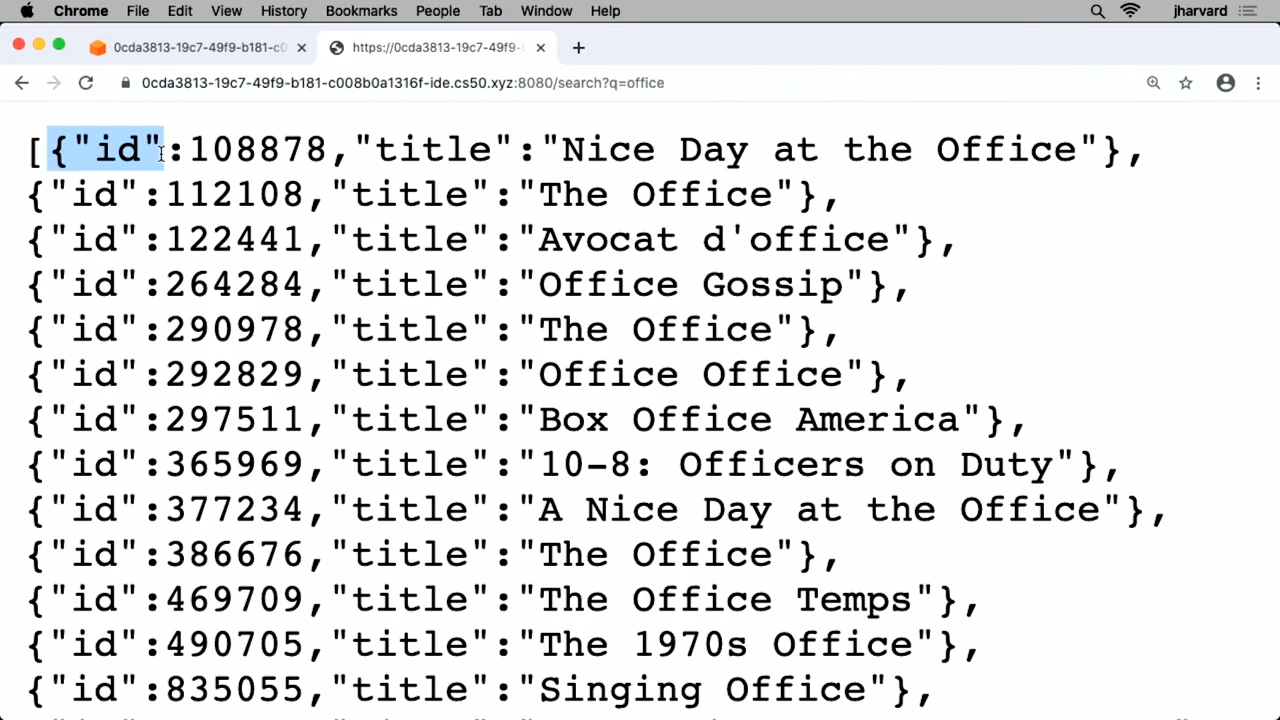 Chrome File Edit View History Bookmarks People Tab Window Help jharvard
0cda3813-19c7-49f9-b181-c0 https://0cda3813-19c7-49f9-
0cda3813-19c7-49f9-b181-c008b0a1316f-ide.cs50.xyz:8080/search?q=office
[{"id":108878,"title":"Nice Day at the Office"},
{"id":112108,"title":"The Office"},
{"id":122441,"title":"Avocat d'office"},
{"id":264284,"title":"Office Gossip"},
{"id":290978,"title":"The Office"},
{"id":292829,"title":"Office Office"},
{"id":297511,"title":"Box Office America"},
{"id":365969,"title":"10-8: Officers on Duty"},
{"id":377234,"title":"A Nice Day at the Office"},
{"id":386676,"title":"The Office"},
{"id":469709,"title":"The Office Temps"},
{"id":490705,"title":"The 1970s Office"},
{"id":835055,"title":"Singing Office"},